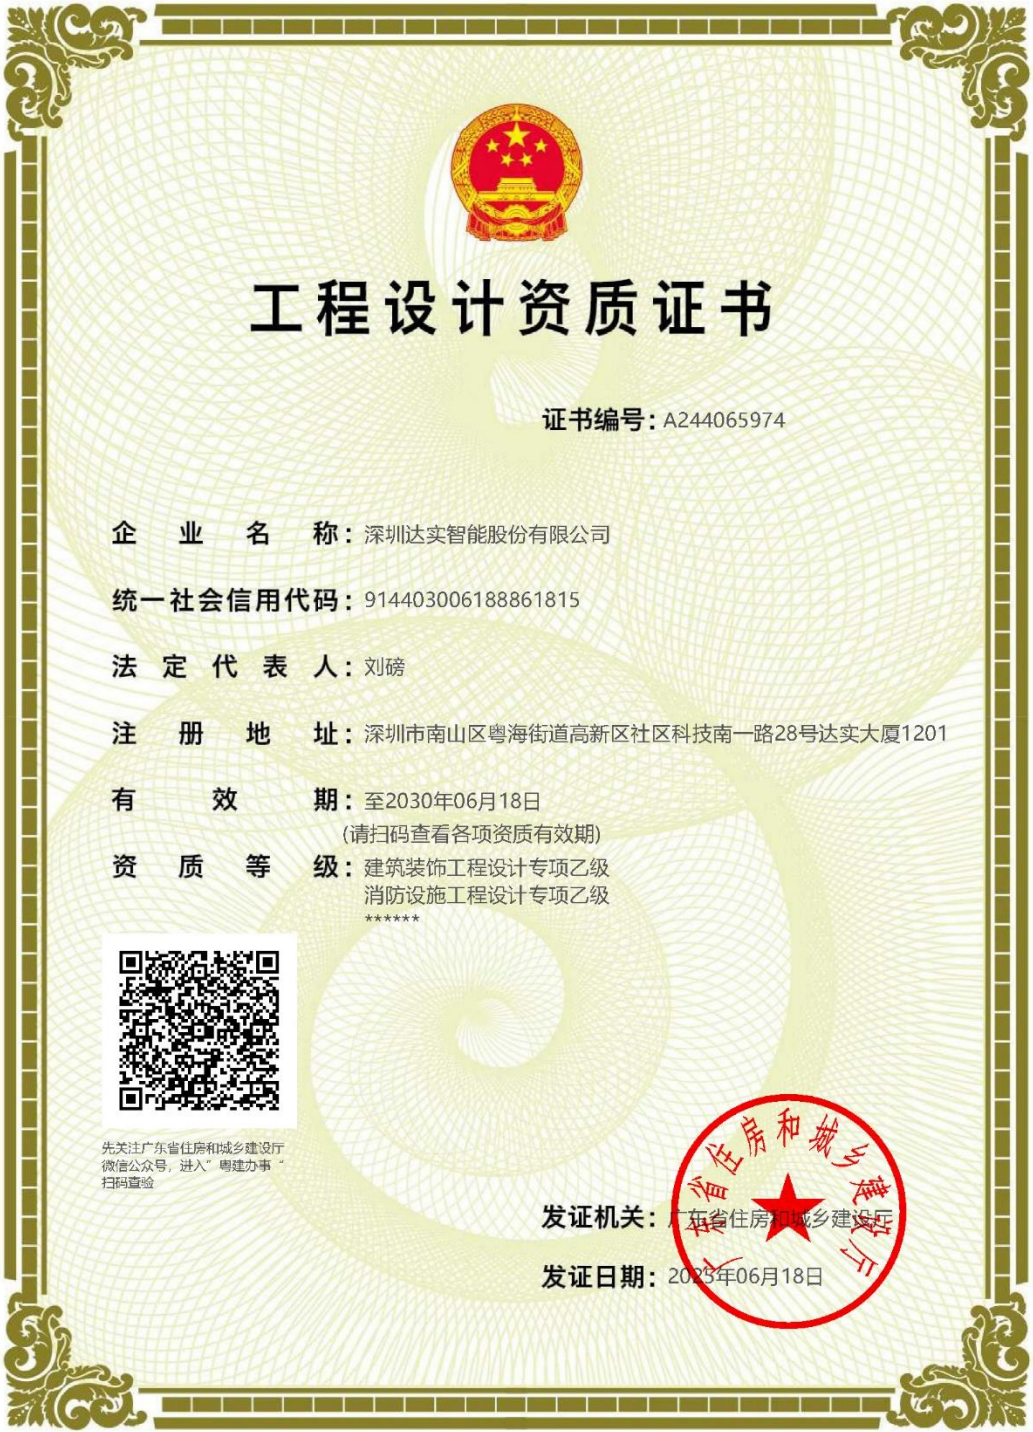 工程设计资质证书
证书编号：A244065974
企业名称：深圳达实智能股份有限公司
统一社会信用代码：914403006188861815
法定代表人：刘磅
注册地址：深圳市南山区粤海街道高新区社区科技南一路28号达实大厦1201
有效期：至2030年06月18日
(请扫码查看各项资质有效期)
资质等级：建筑装饰工程设计专项乙级
消防设施工程设计专项乙级
******
先关注广东省住房和城乡建设厅
微信公众号，进入”粤建办事“
扫码查验
广东省住房和城乡建设厅
发证机关：广东省住房和城乡建设厅
发证日期：2025年06月18日